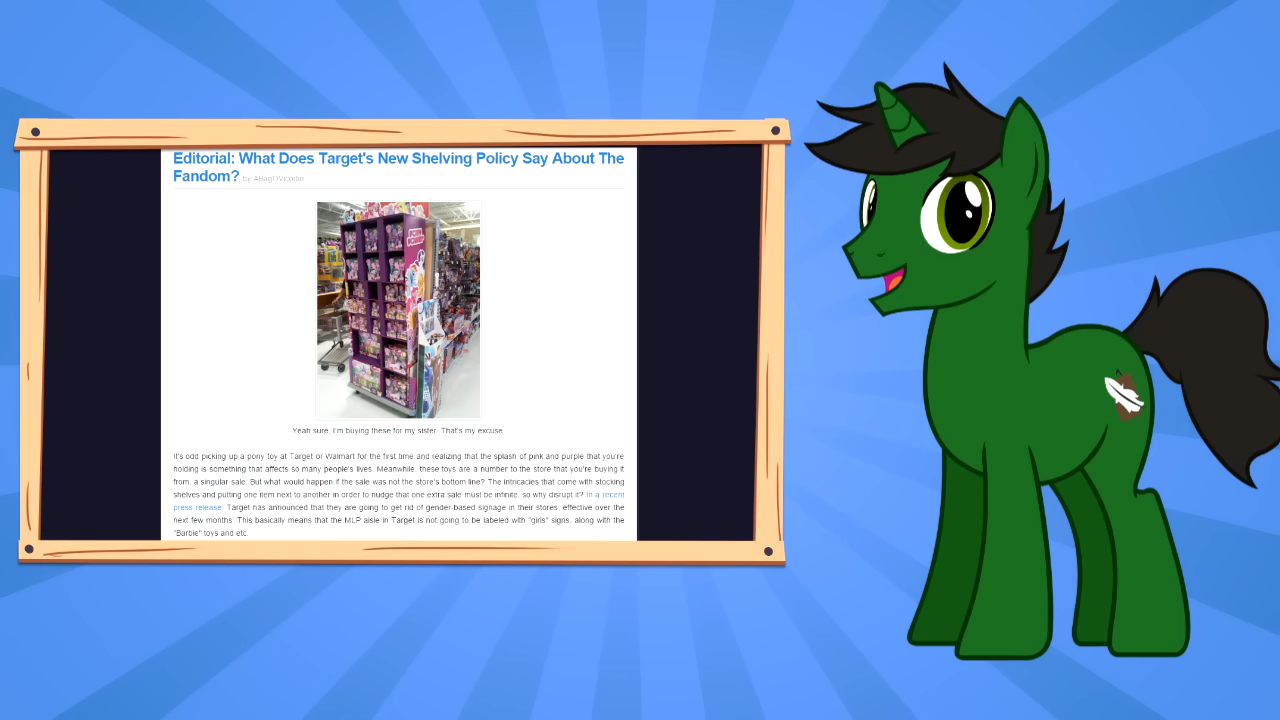 Editorial: What Does Target's New Shelving Policy Say About The
Fandom? by ABagOVicodin
Yeah sure, I'm buying these for my sister. That's my excuse
It's odd picking up a pony toy at Target or Walmart for the first time and realizing that the splash of pink and purple that you're
holding is something that affects so many people's lives. Meanwhile, these toys are a number to the store that you're buying it
from, a singular sale. But what would happen if the sale was not the store's bottom line? The intricacies that come with stocking
shelves and putting one item next to another in order to nudge that one extra sale must be infinite, so why disrupt it? In a recent
press release, Target has announced that they are going to get rid of gender-based signage in their stores, effective over the
next few months. This basically means that the MLP aisle in Target is not going to be labeled with "girls" signs, along with the
"Barbie" toys and etc.